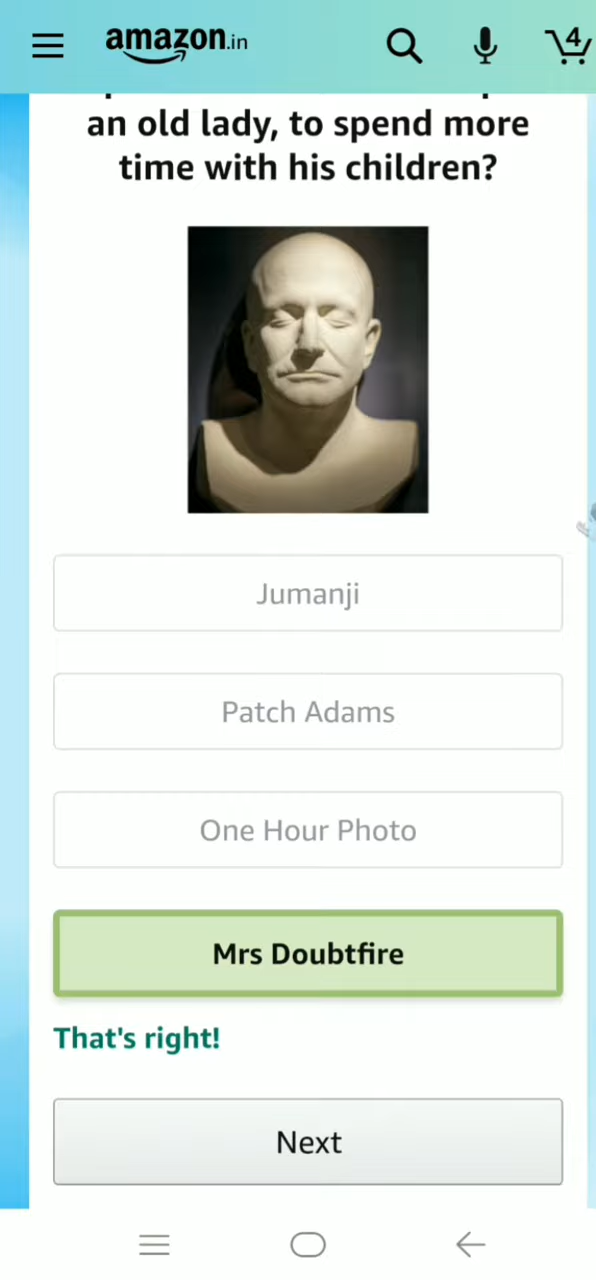 amazon.in
4
an old lady, to spend more
time with his children?
Jumanji
Patch Adams
One Hour Photo
Mrs Doubtfire
That's right!
Next